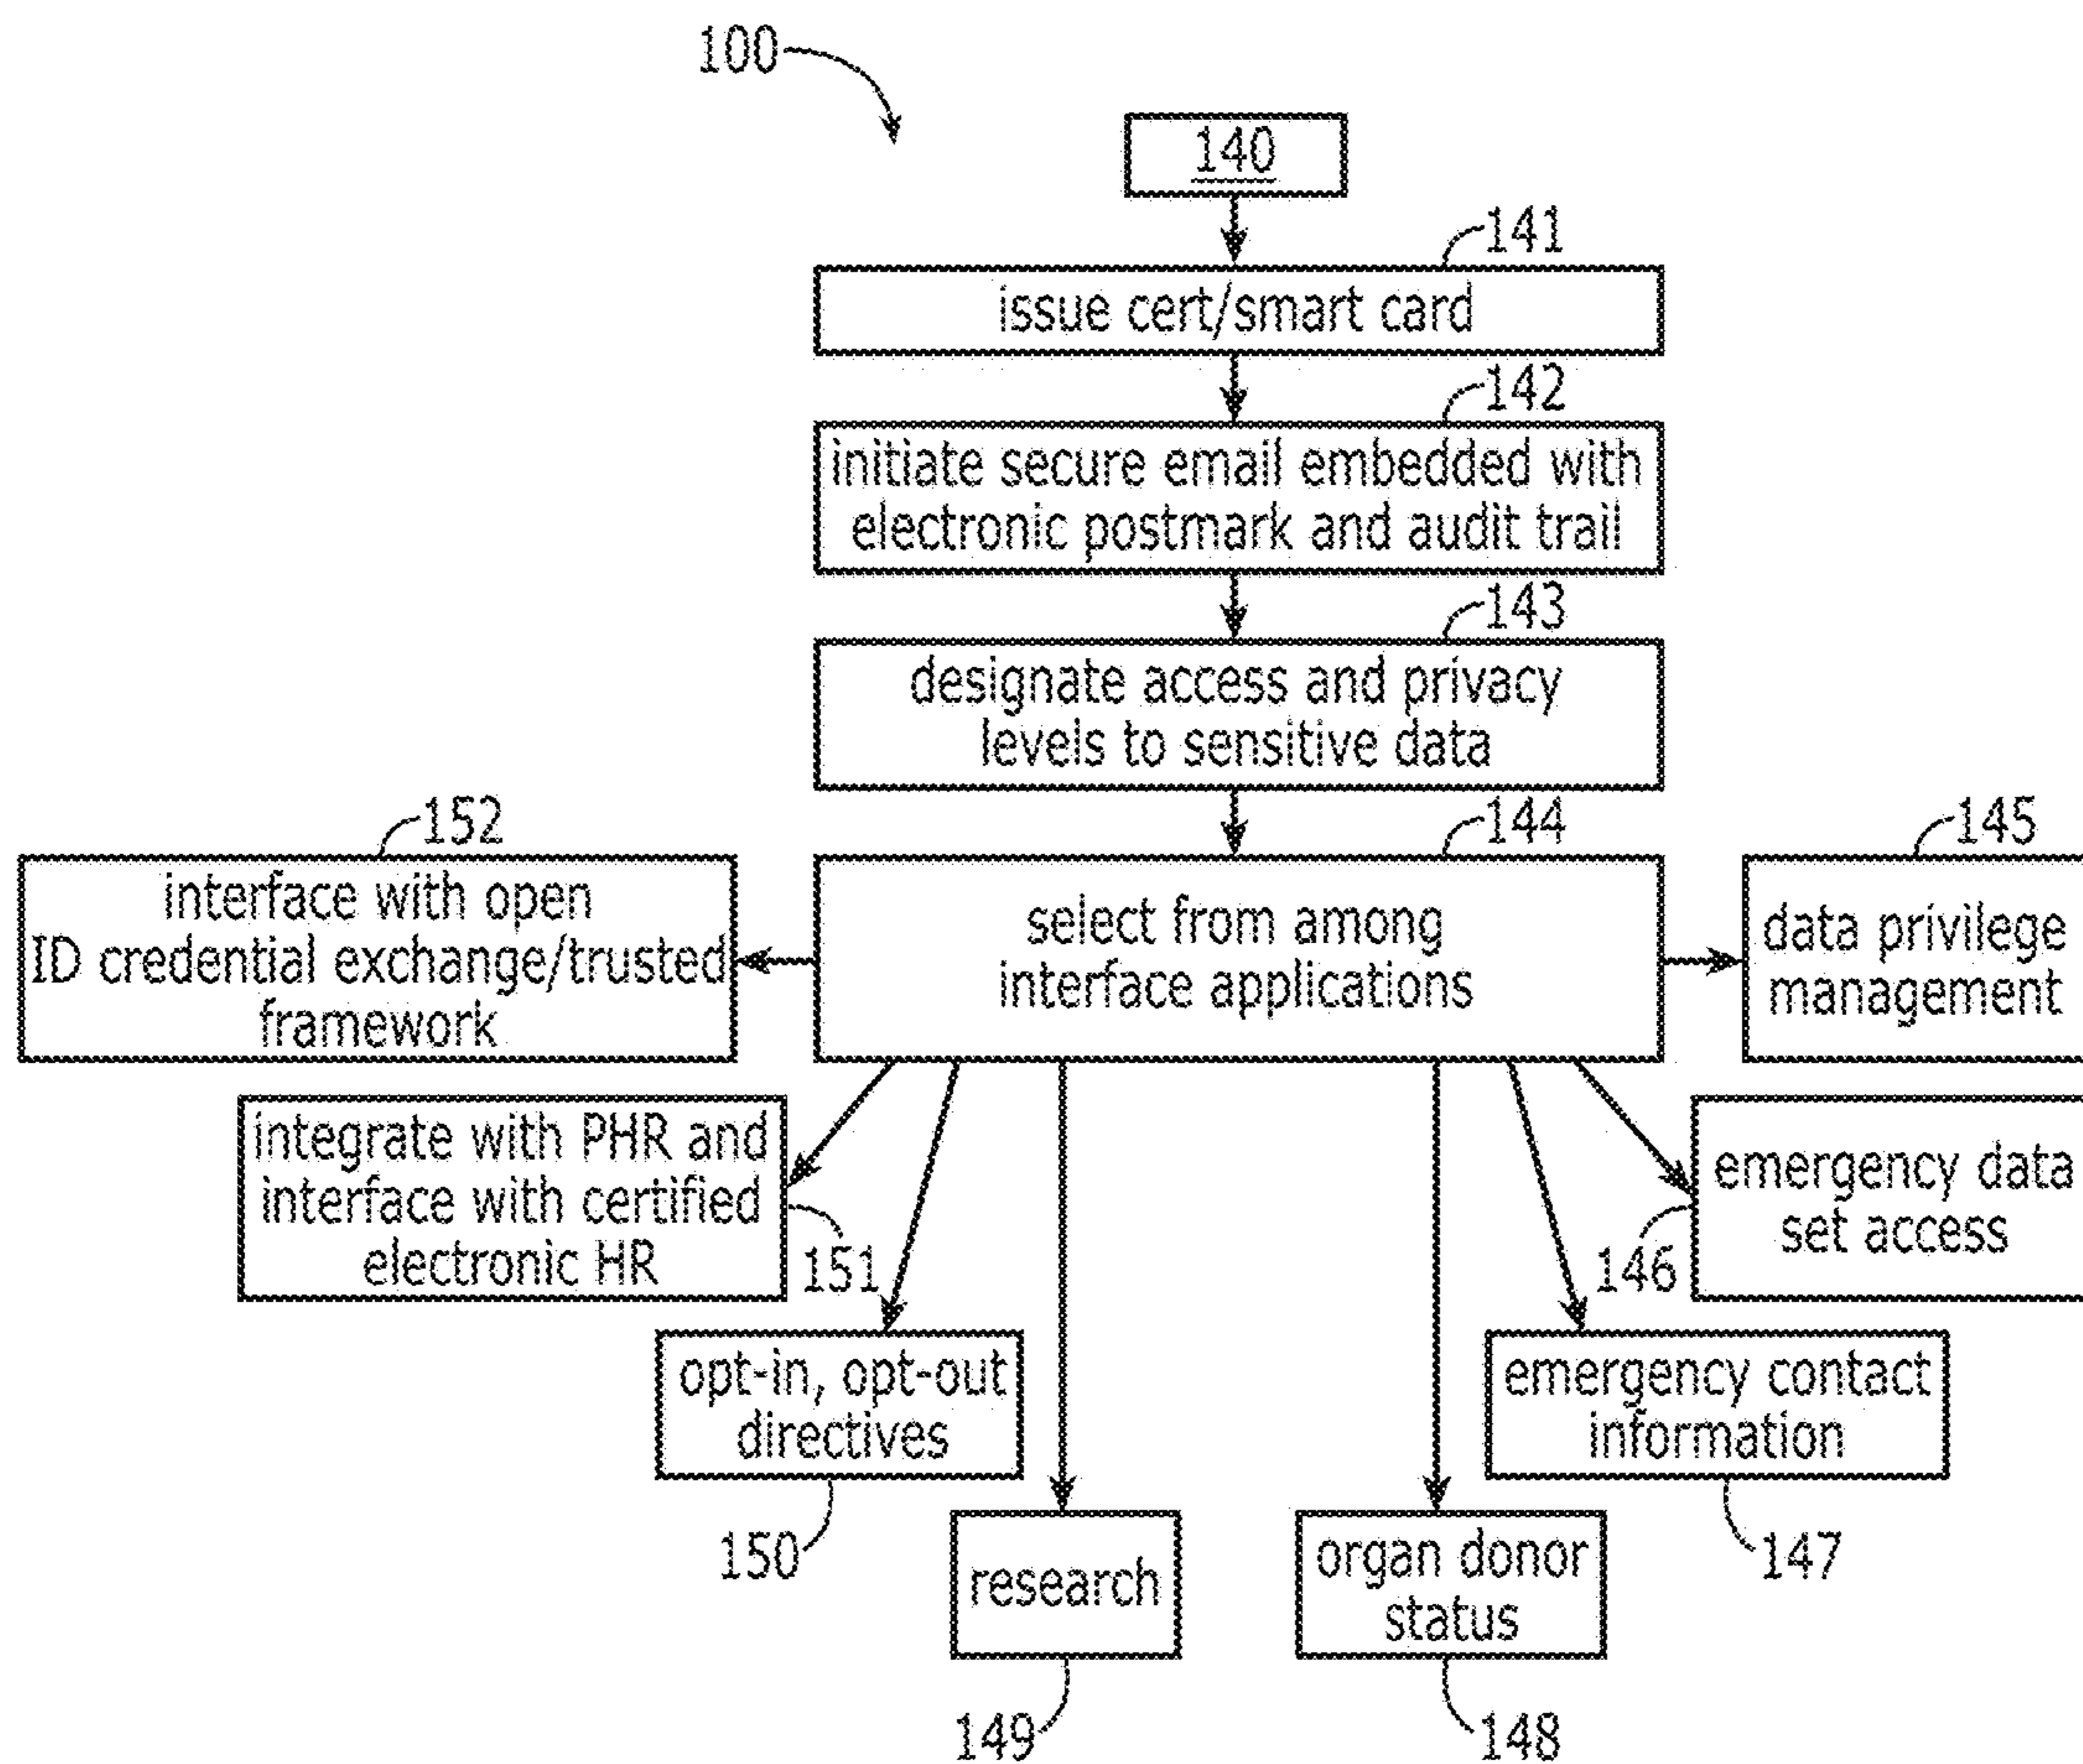 100
140
141
issue cert/smart card
142
initiate secure email embedded with
electronic postmark and audit trail
143
designate access and privacy
levels to sensitive data
152
144
145
interface with open
ID credential exchange/trusted
framework
select from among
interface applications
data privilege
management
integrate with PHR and
interface with certified
electronic HR
151
146
emergency data
set access
opt-in, opt-out
directives
emergency contact
information
150
research
organ donor
status
147
149
148